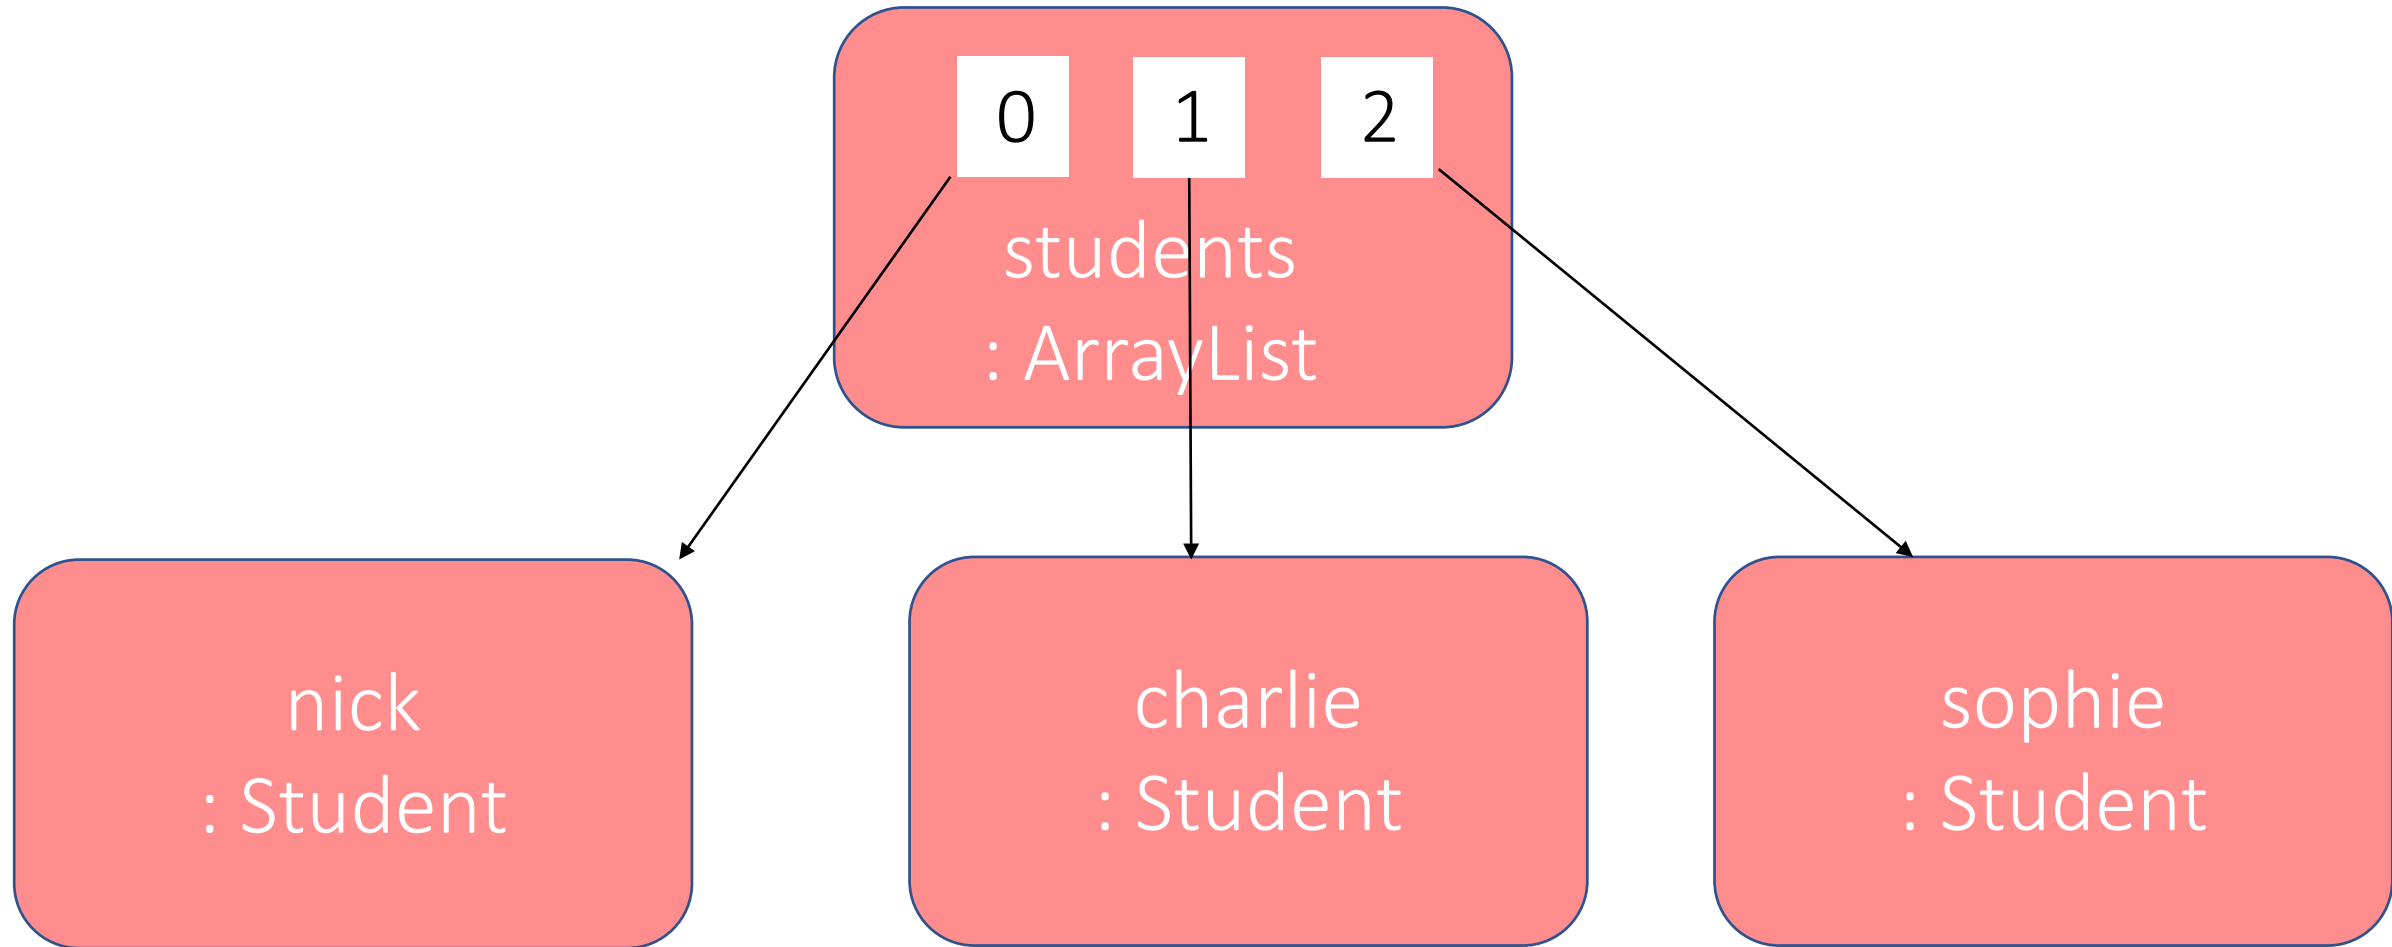 0 1 2
students
: ArrayList
nick
: Student
charlie
: Student
sophie
: Student